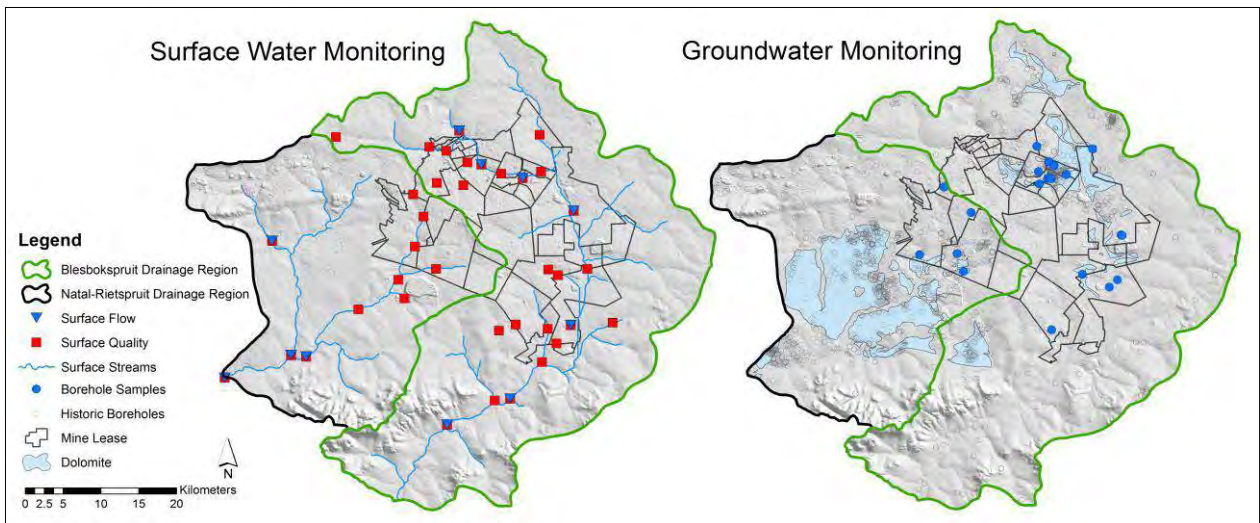 Surface Water Monitoring
Groundwater Monitoring
Legend
Blesbokspruit Drainage Region
Natal-Rietspruit Drainage Region
Surface Flow
Surface Quality
Surface Streams
Borehole Samples
Historic Boreholes
Mine Lease
Dolomite
N
Kilometers
0 2.5 5 10 15 20